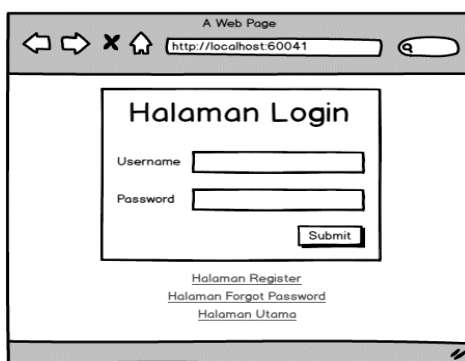 A Web Page
http://localhost:60041
Halaman Login
Username
Password
Submit
Halaman Register
Halaman Forgot Password
Halaman Utama